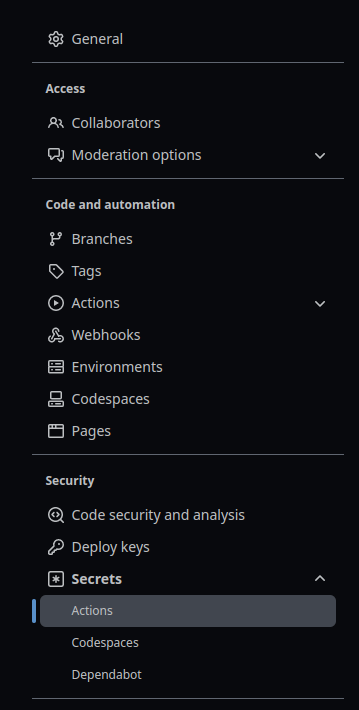 General
Access
Collaborators
Moderation options
Code and automation
Branches
Tags
Actions
Webhooks
Environments
Codespaces
Pages
Security
Code security and analysis
Deploy keys
Secrets
Actions
Codespaces
Dependabot